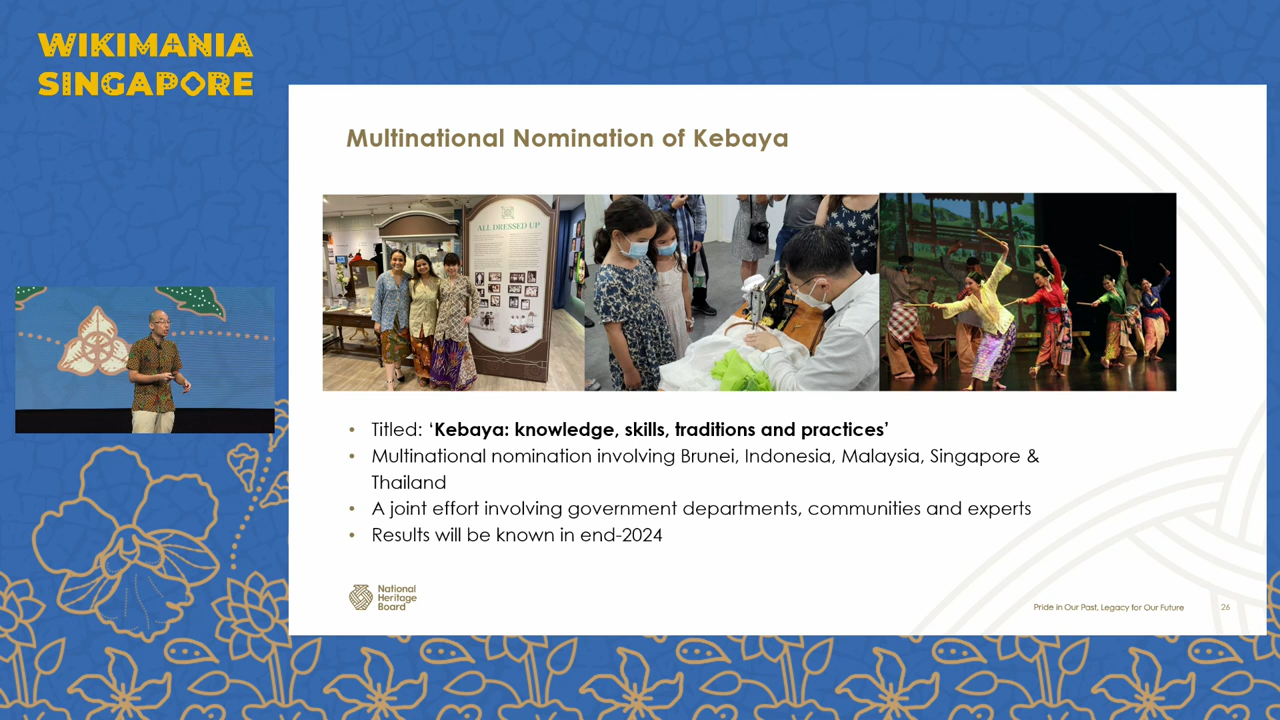 WIKIMANIA
SINGAPORE
Multinational Nomination of Kebaya
ALL DRESSED UP
• Titled: ‘Kebaya: knowledge, skills, traditions and practices’
• Multinational nomination involving Brunei, Indonesia, Malaysia, Singapore &
Thailand
• A joint effort involving government departments, communities and experts
• Results will be known in end-2024
National
Heritage
Board
Pride in Our Past, Legacy for Our Future
26